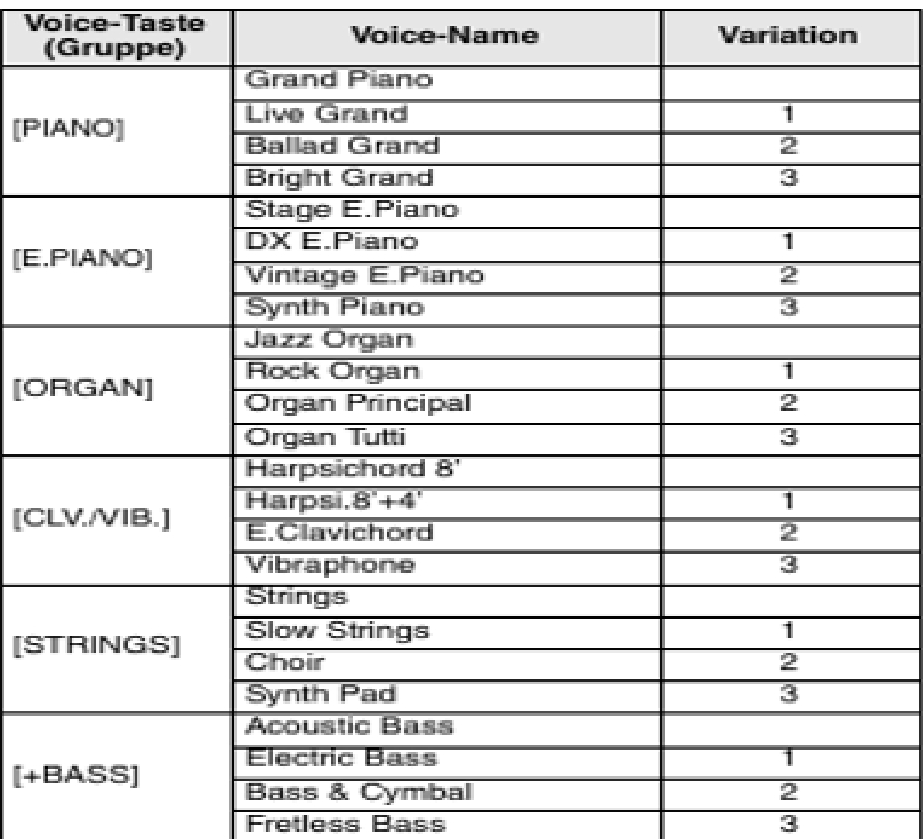 Voice-Taste (Gruppe) Voice-Name Variation
[PIANO]
Grand Piano
Live Grand 1
Ballad Grand 2
Bright Grand 3
[E.PIANO]
Stage E.Piano
DX E.Piano 1
Vintage E.Piano 2
Synth Piano 3
[ORGAN]
Jazz Organ
Rock Organ 1
Organ Principal 2
Organ Tutti 3
[CLV./VIB.]
Harpsichord 8'
Harpsi.8'+4' 1
E.Clavichord 2
Vibraphone 3
[STRINGS]
Strings
Slow Strings 1
Choir 2
Synth Pad 3
[+BASS]
Acoustic Bass
Electric Bass 1
Bass & Cymbal 2
Fretless Bass 3